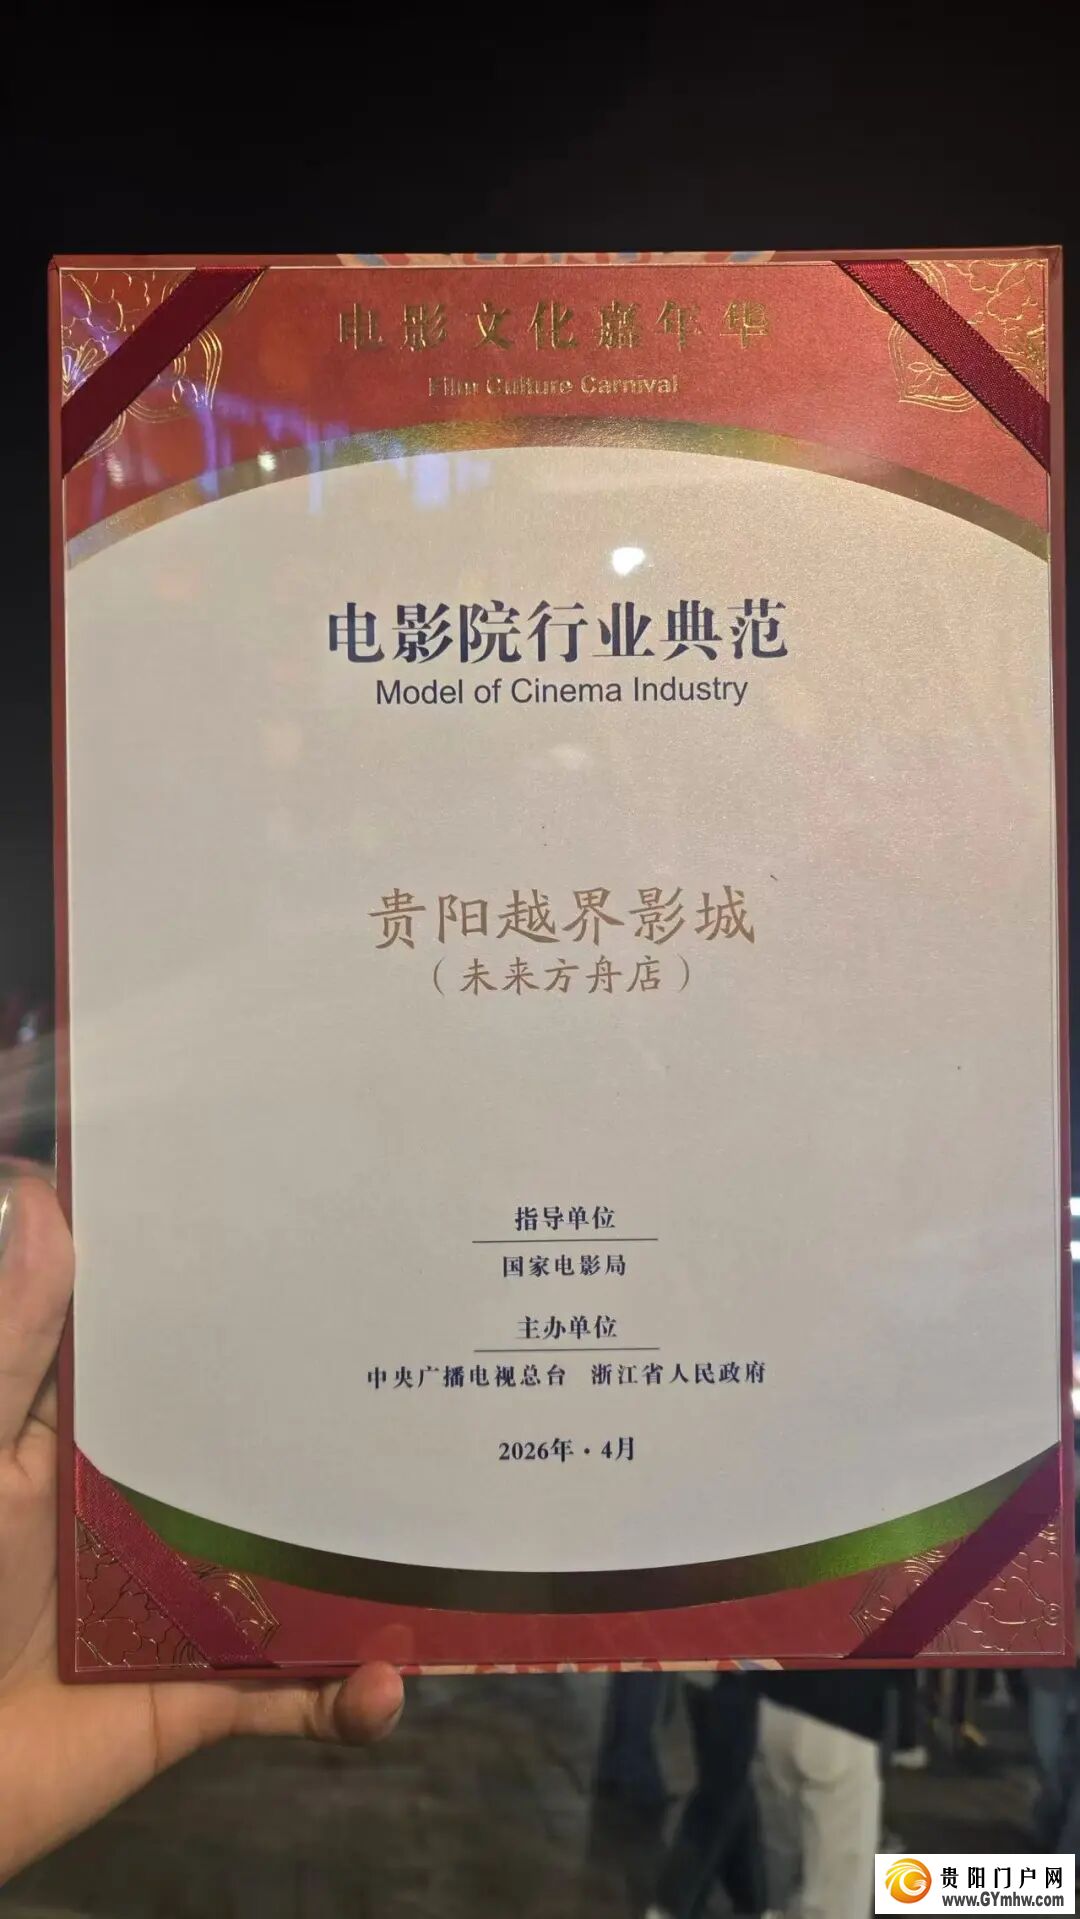 电影文化嘉年华
Film Culture Carnival
电影院行业典范
Model of Cinema Industry
贵阳越界影城
（未来方舟店）
指导单位
国家电影局
主办单位
中央广播电视总台 浙江省人民政府
2026年·4月
贵阳门户网
www.GYmhw.com